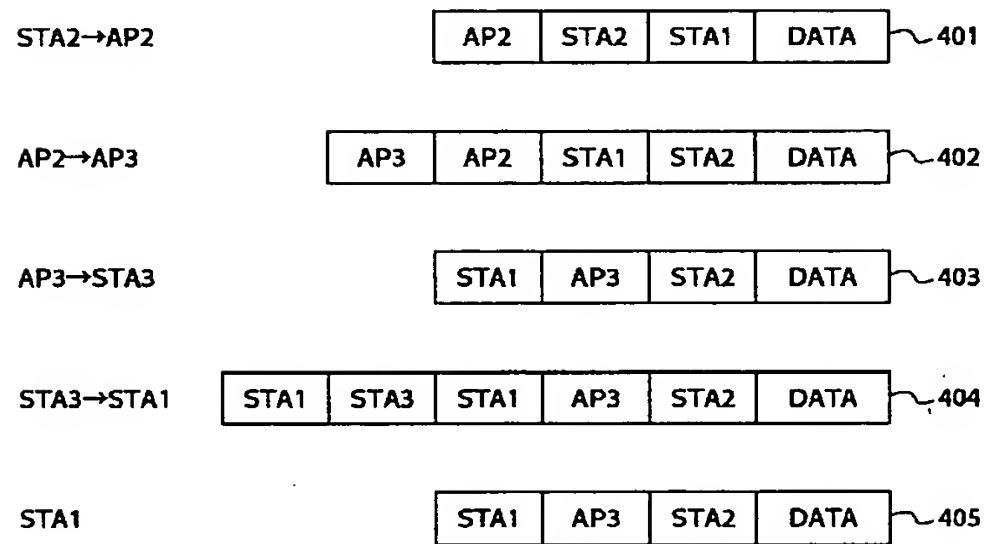 STA2→AP2 AP2 STA2 STA1 DATA 401
AP2→AP3 AP3 AP2 STA1 STA2 DATA 402
AP3→STA3 STA1 AP3 STA2 DATA 403
STA3→STA1 STA1 STA3 STA1 AP3 STA2 DATA 404
STA1 STA1 AP3 STA2 DATA 405